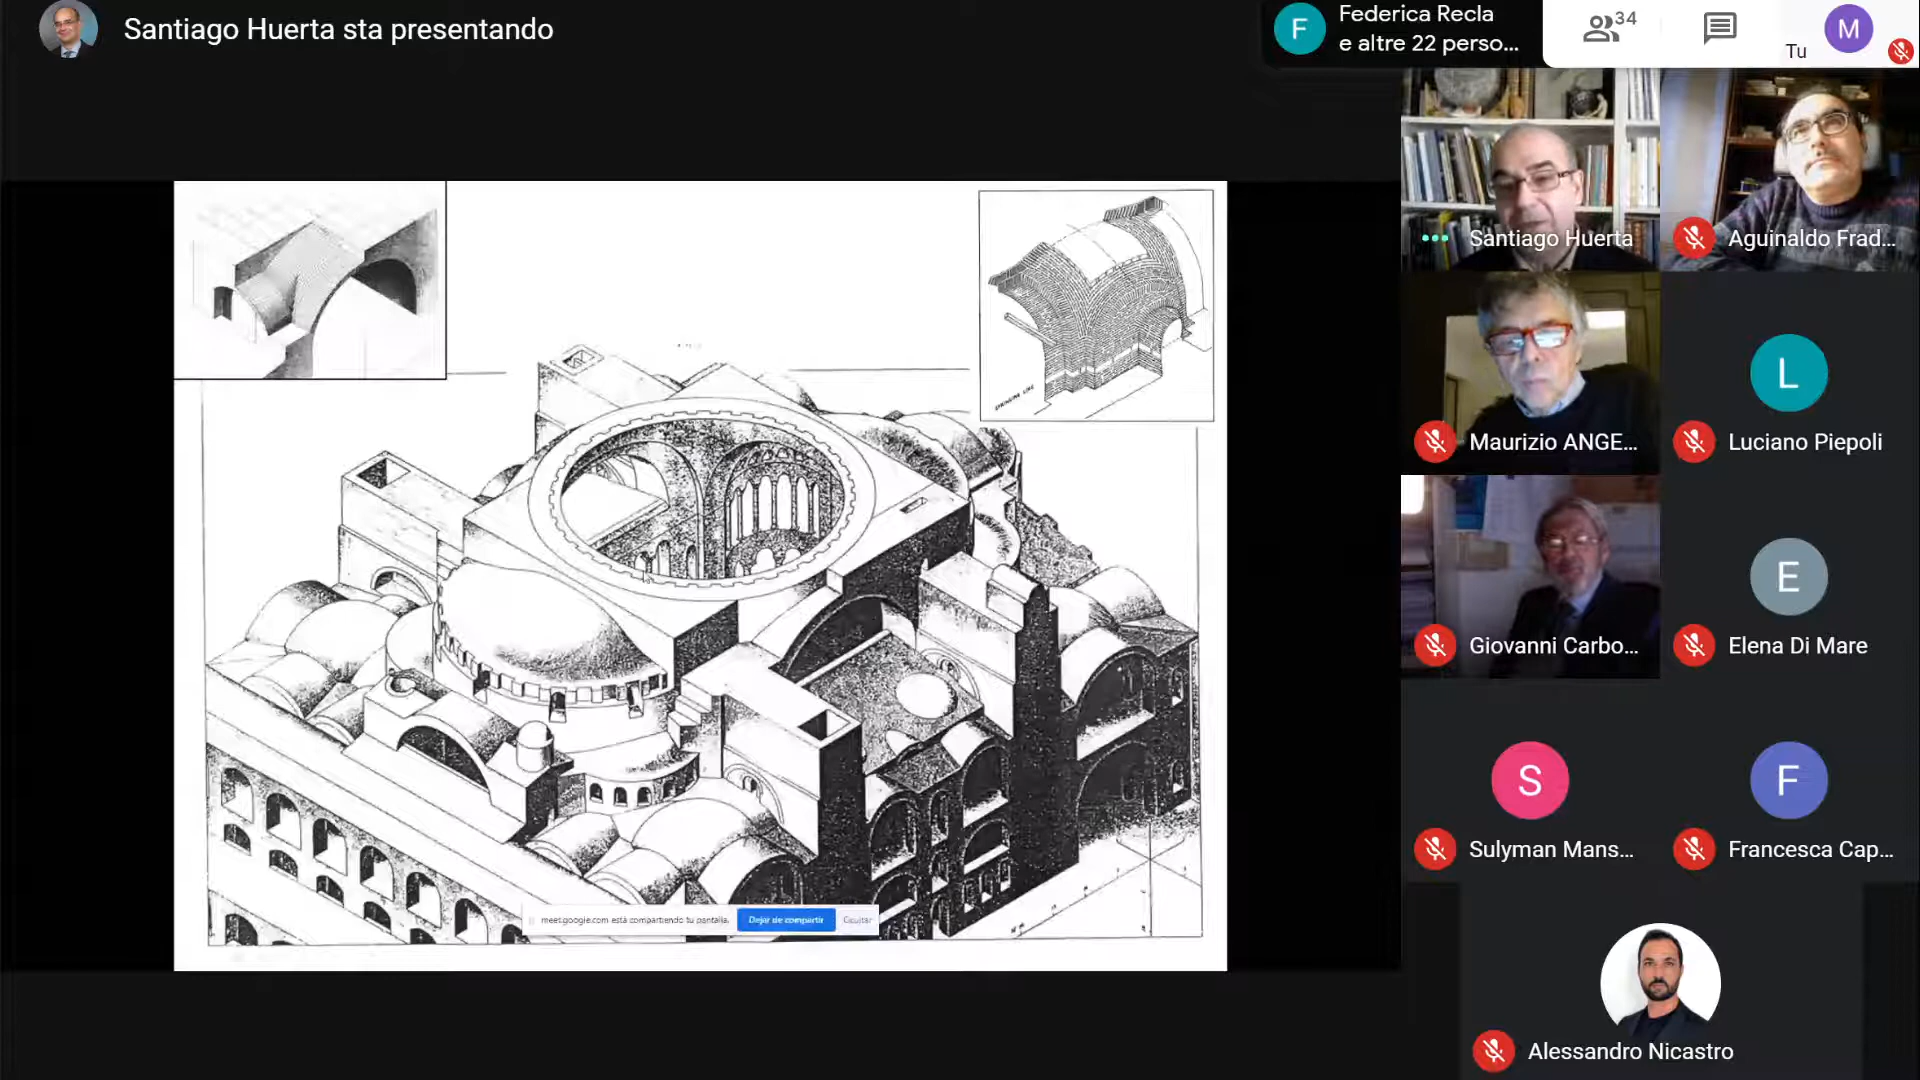 Santiago Huerta sta presentando
F
Federica Recla
e altre 22 perso...
34
Tu
M
Santiago Huerta
Aguinaldo Frad...
Maurizio ANGE...
L
Luciano Piepoli
Giovanni Carbo...
E
Elena Di Mare
S
Sulyman Mans...
F
Francesca Cap...
Alessandro Nicastro
SPRINGING LINE
meet.google.com está compartiendo tu pantalla.
Dejar de compartir
Ocultar